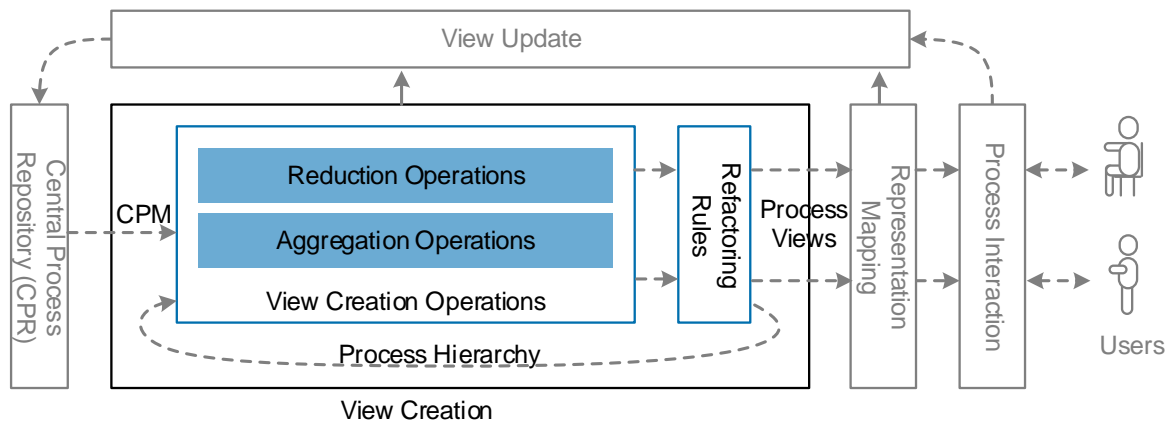 View Update
Central Process
Repository (CPR)
CPM
Reduction Operations
Aggregation Operations
View Creation Operations
Refactoring
Rules
Process
Views
Representation
Mapping
Process Interaction
Users
Process Hierarchy
View Creation